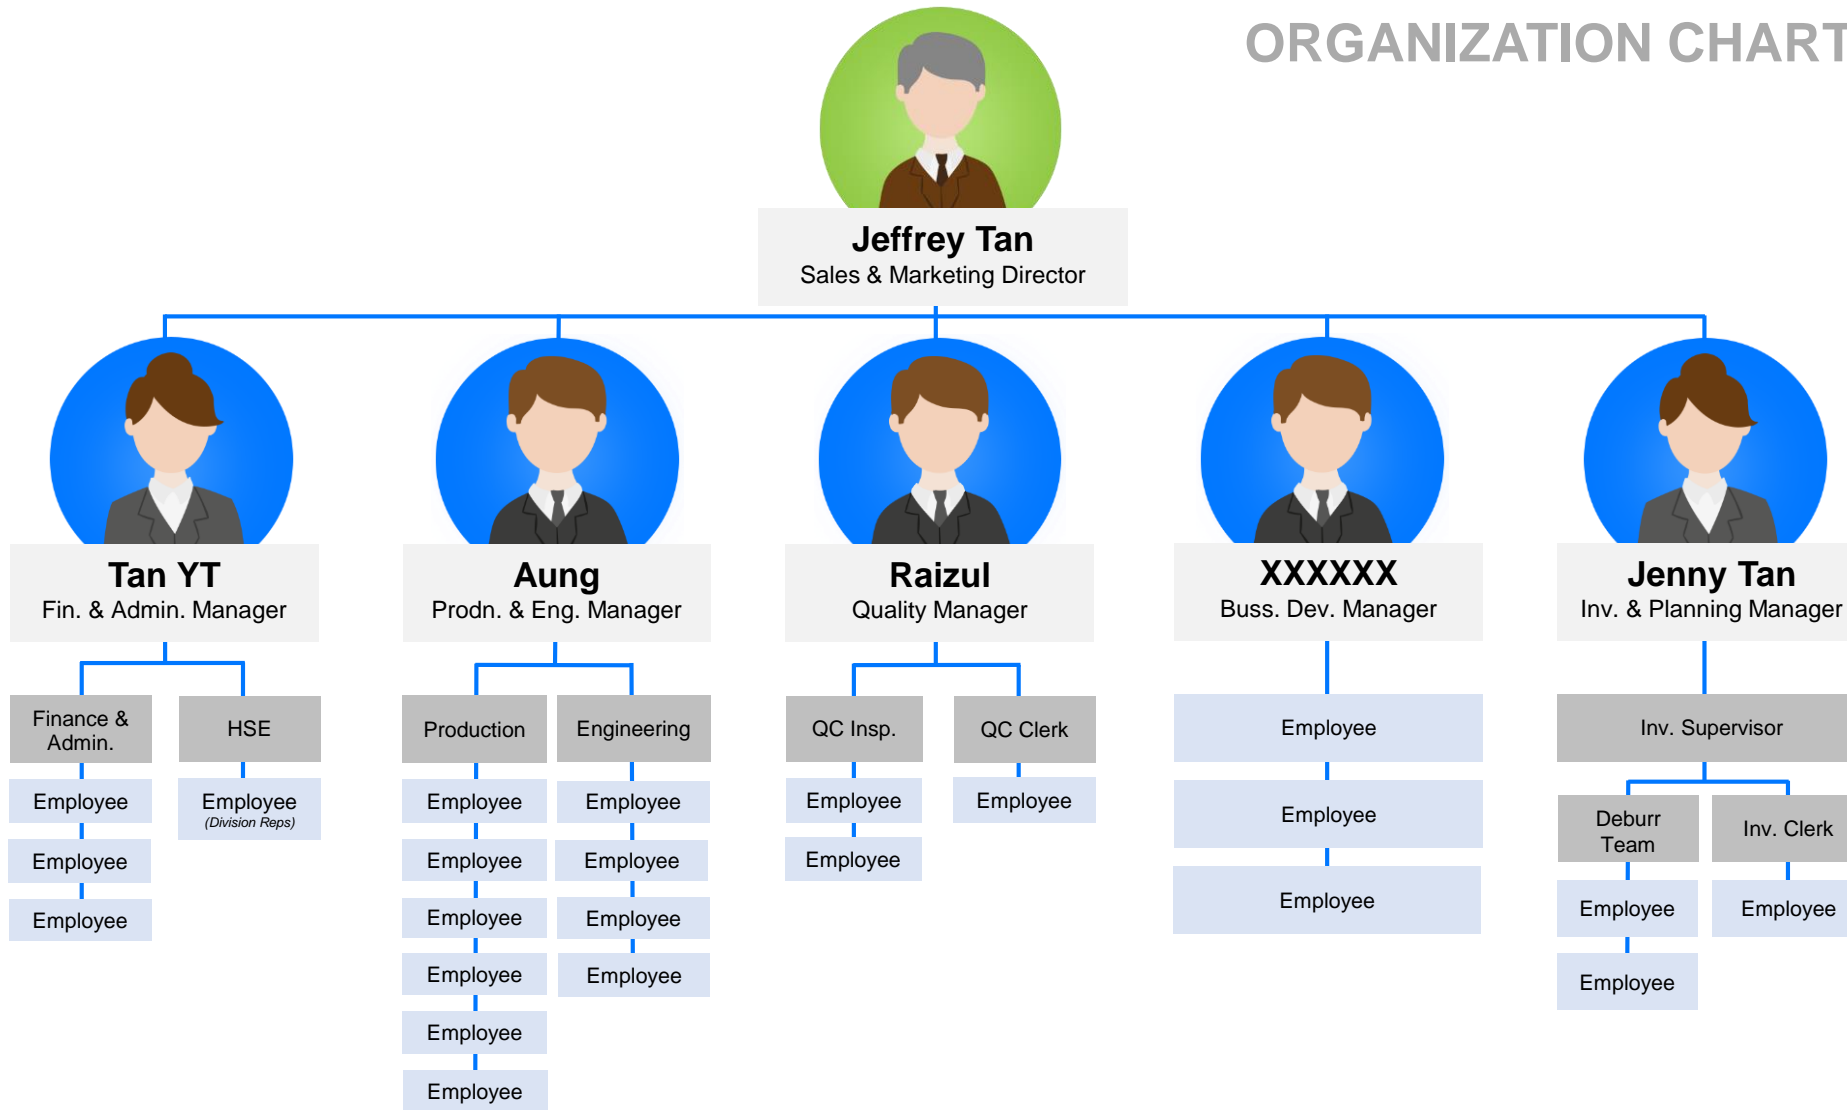 ORGANIZATION CHART
Jeffrey Tan
Sales & Marketing Director
Tan YT
Fin. & Admin. Manager
Aung
Prodn. & Eng. Manager
Raizul
Quality Manager
XXXXXX
Buss. Dev. Manager
Jenny Tan
Inv. & Planning Manager
Finance &
Admin.
Employee
Employee
Employee
HSE
Employee
(Division Reps)
Production
Employee
Employee
Employee
Employee
Employee
Employee
Engineering
Employee
Employee
Employee
Employee
QC Insp.
Employee
Employee
QC Clerk
Employee
Employee
Employee
Employee
Inv. Supervisor
Deburr
Team
Employee
Employee
Inv. Clerk
Employee